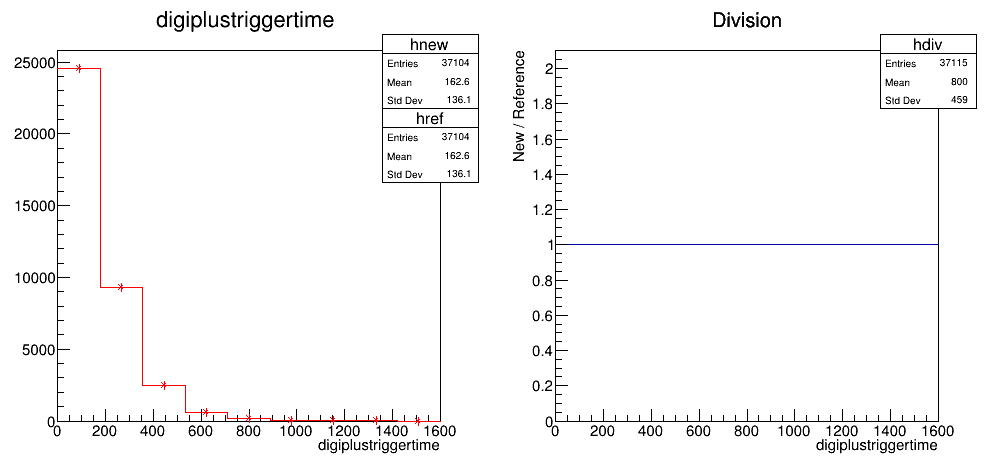 digiplustriggertime
hnew
Entries 37104
Mean 162.6
Std Dev 136.1
href
Entries 37104
Mean 162.6
Std Dev 136.1
25000
20000
15000
10000
5000
0
0 200 400 600 800 1000 1200 1400 1600
digiplustriggertime
Division
hdiv
Entries 37115
Mean 800
Std Dev 459
New / Reference
2
1.8
1.6
1.4
1.2
1
0.8
0.6
0.4
0.2
0
0 200 400 600 800 1000 1200 1400 1600
digiplustriggertime